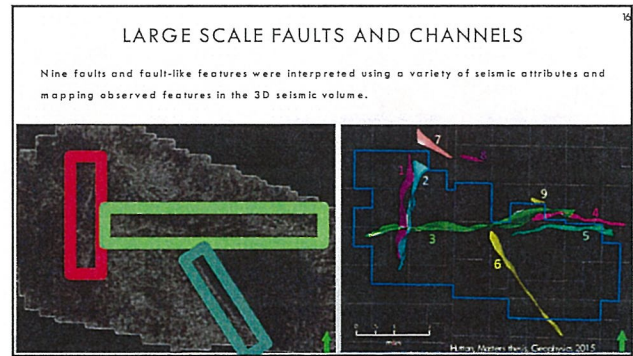 16
LARGE SCALE FAULTS AND CHANNELS
Nine faults and fault-like features were interpreted using a variety of seismic attributes and
mapping observed features in the 3D seismic volume.
7
8
1
2
9
4
3
5
6
miles
Hutton, Masters thesis, Geophysics, 2015